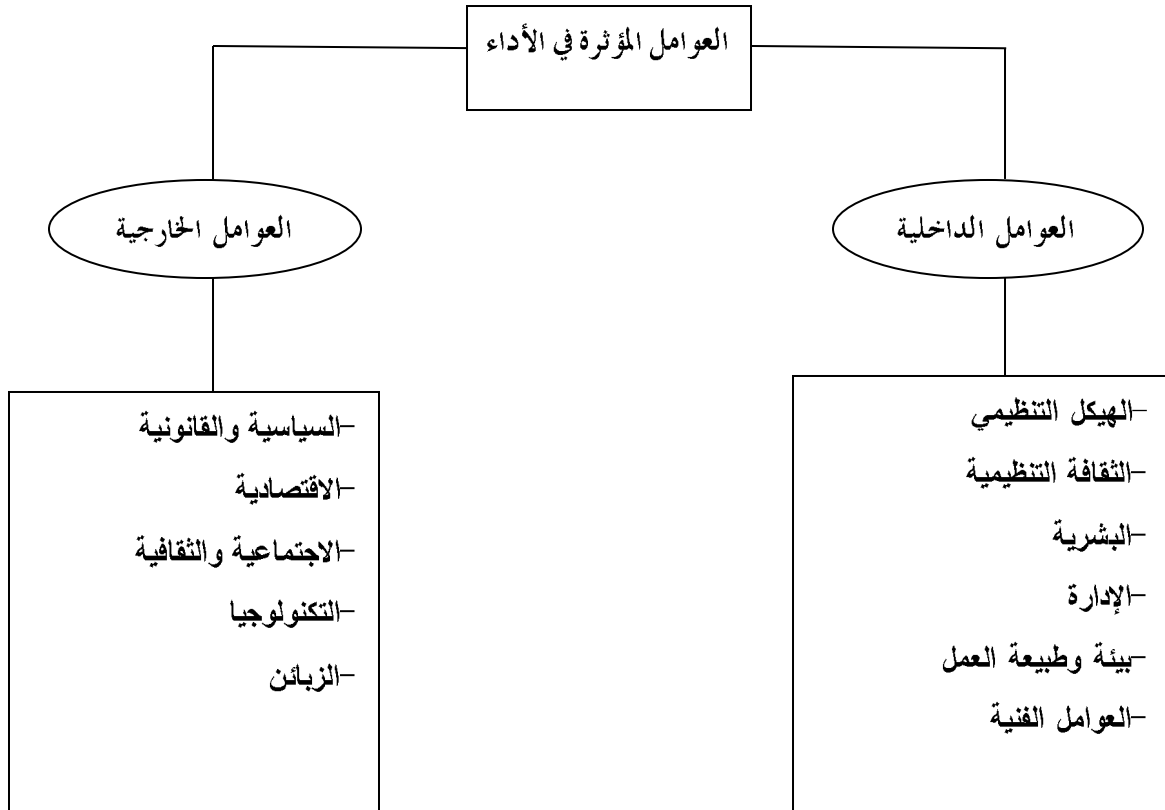 العوامل المؤثرة في الأداء
العوامل الداخلية
العوامل الخارجية
-الهيكل التنظيمي
-الثقافة التنظيمية
-البشرية
-الإدارة
-بيئة وطبيعة العمل
-العوامل الفنية
-السياسية والقانونية
-الاقتصادية
-الاجتماعية والثقافية
-التكنولوجيا
-الزبائن